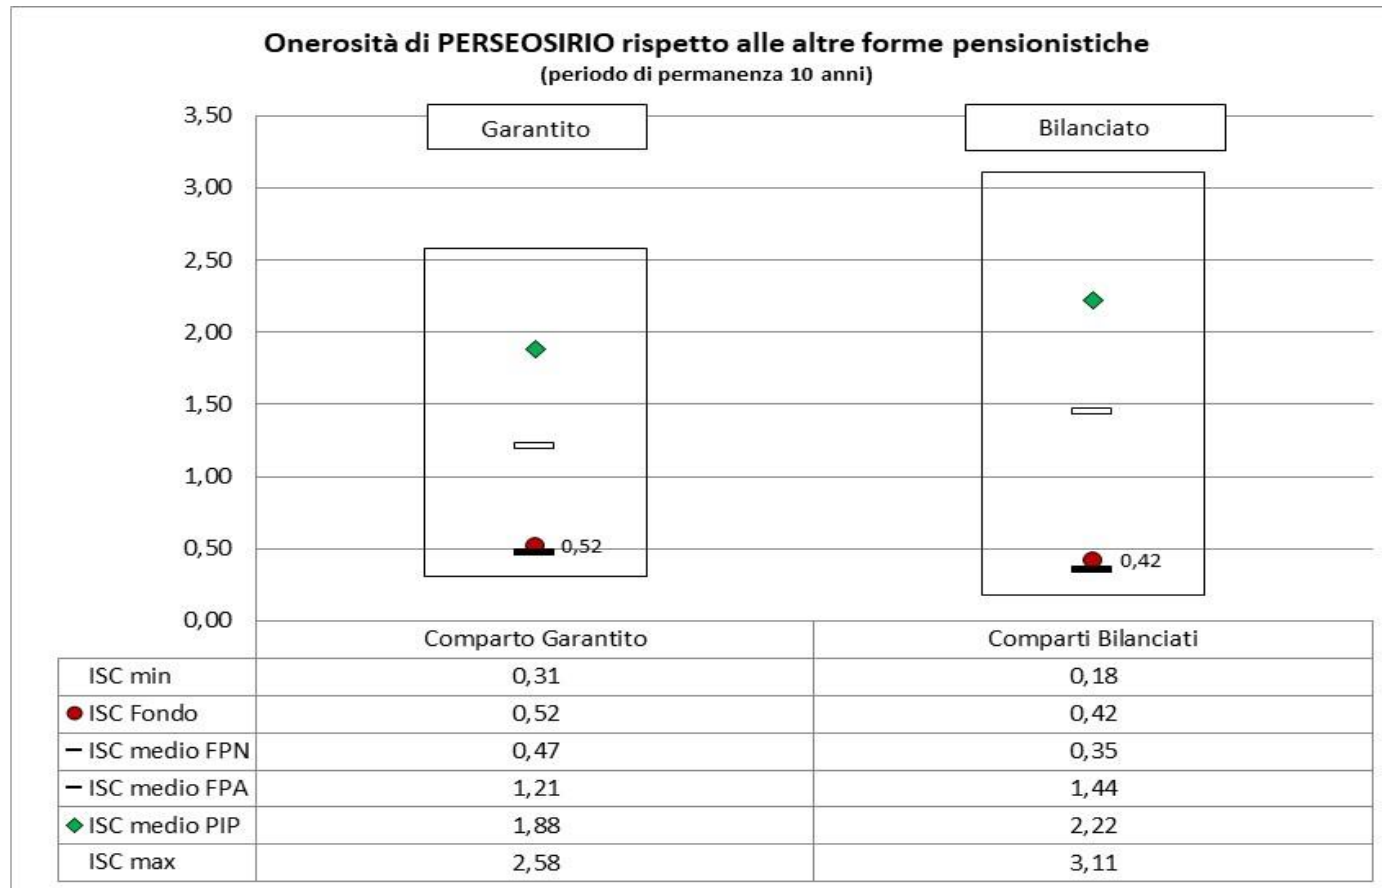 Onerosità di PERSEOSIRIO rispetto alle altre forme pensionistiche
(periodo di permanenza 10 anni)
3,50
Garantito
Bilanciato
3,00
2,50
2,00
1,50
1,00
0,50
0,52
0,42
0,00
Comparto Garantito Comparti Bilanciati
ISC min 0,31 0,18
ISC Fondo 0,52 0,42
ISC medio FPN 0,47 0,35
ISC medio FPA 1,21 1,44
ISC medio PIP 1,88 2,22
ISC max 2,58 3,11